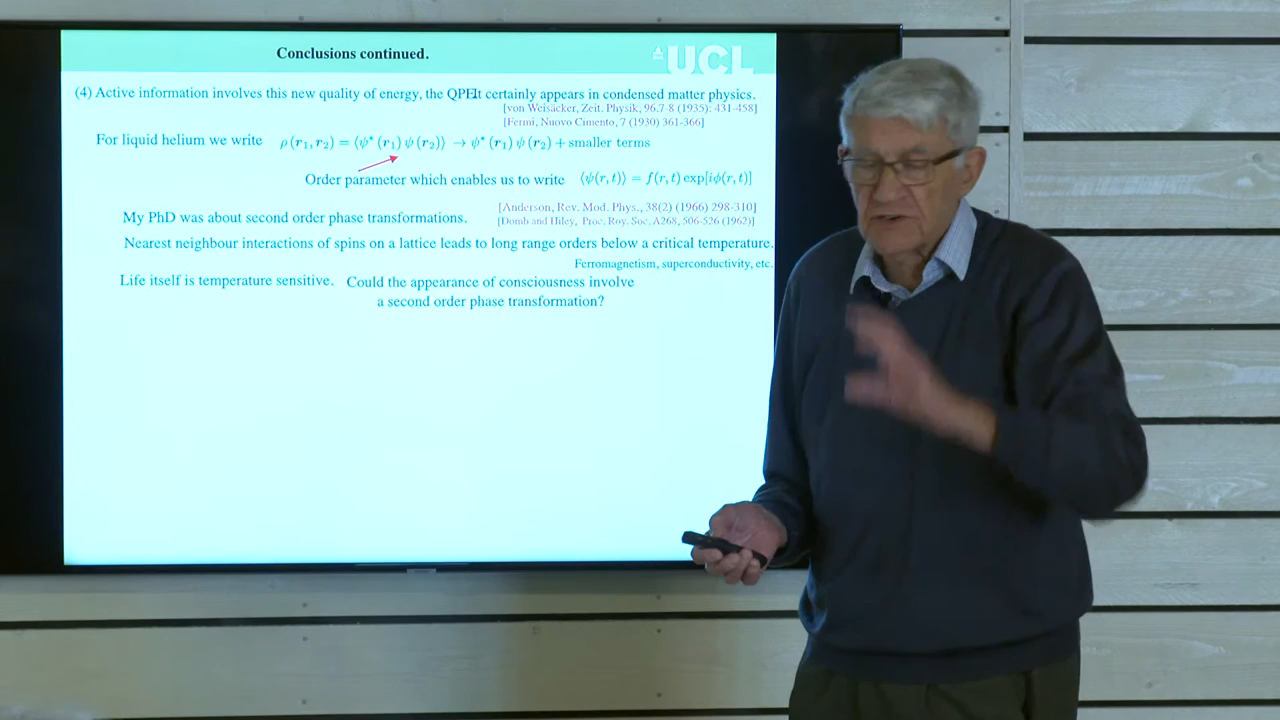 Conclusions continued.
UCL
(4) Active information involves this new quality of energy, the QPE. It certainly appears in condensed matter physics.
[von Weisäcker, Zeit. Physik, 96.7-8 (1935): 431-458]
[Fermi, Nuovo Cimento, 7 (1930) 361-366]
For liquid helium we write ρ(r₁, r₂) = ⟨ψ*(r₁) ψ(r₂)⟩ → ψ*(r₁) ψ(r₂) + smaller terms
Order parameter which enables us to write ⟨ψ(r, t)⟩ = f(r, t) exp[iϕ(r, t)]
[Anderson, Rev. Mod. Phys., 38(2) (1966) 298-310]
My PhD was about second order phase transformations.
[Domb and Hiley, Proc. Roy. Soc. A268, 506-526 (1962)]
Nearest neighbour interactions of spins on a lattice leads to long range orders below a critical temperature.
Ferromagnetism, superconductivity, etc.
Life itself is temperature sensitive. Could the appearance of consciousness involve
a second order phase transformation?